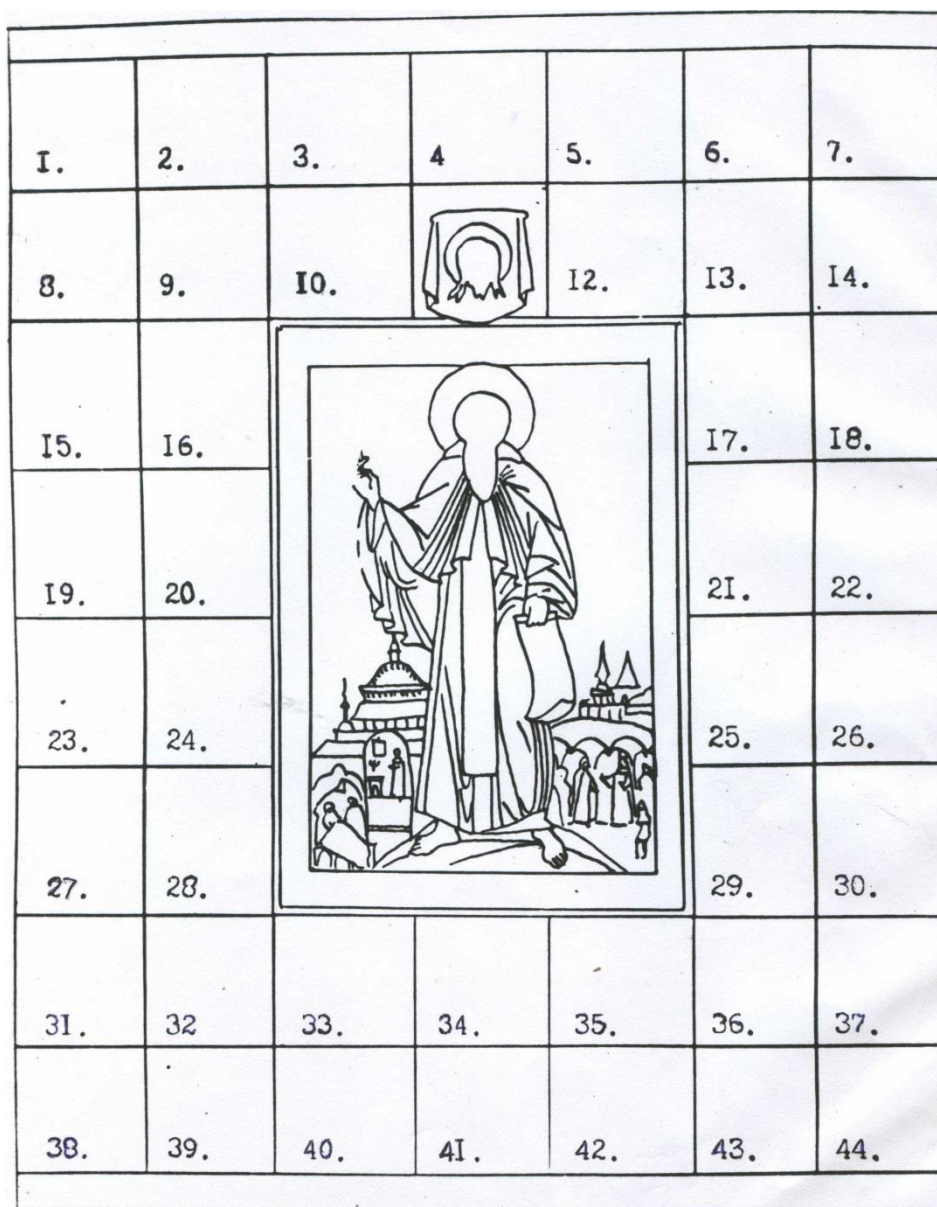 I. 2. 3. 4 5. 6. 7.
8. 9. I0. I2. I3. I4.
I5. I6. I7. I8.
I9. 20. 2I. 22.
23. 24. 25. 26.
27. 28. 29. 30.
3I. 32 33. 34. 35. 36. 37.
38. 39. 40. 4I. 42. 43. 44.